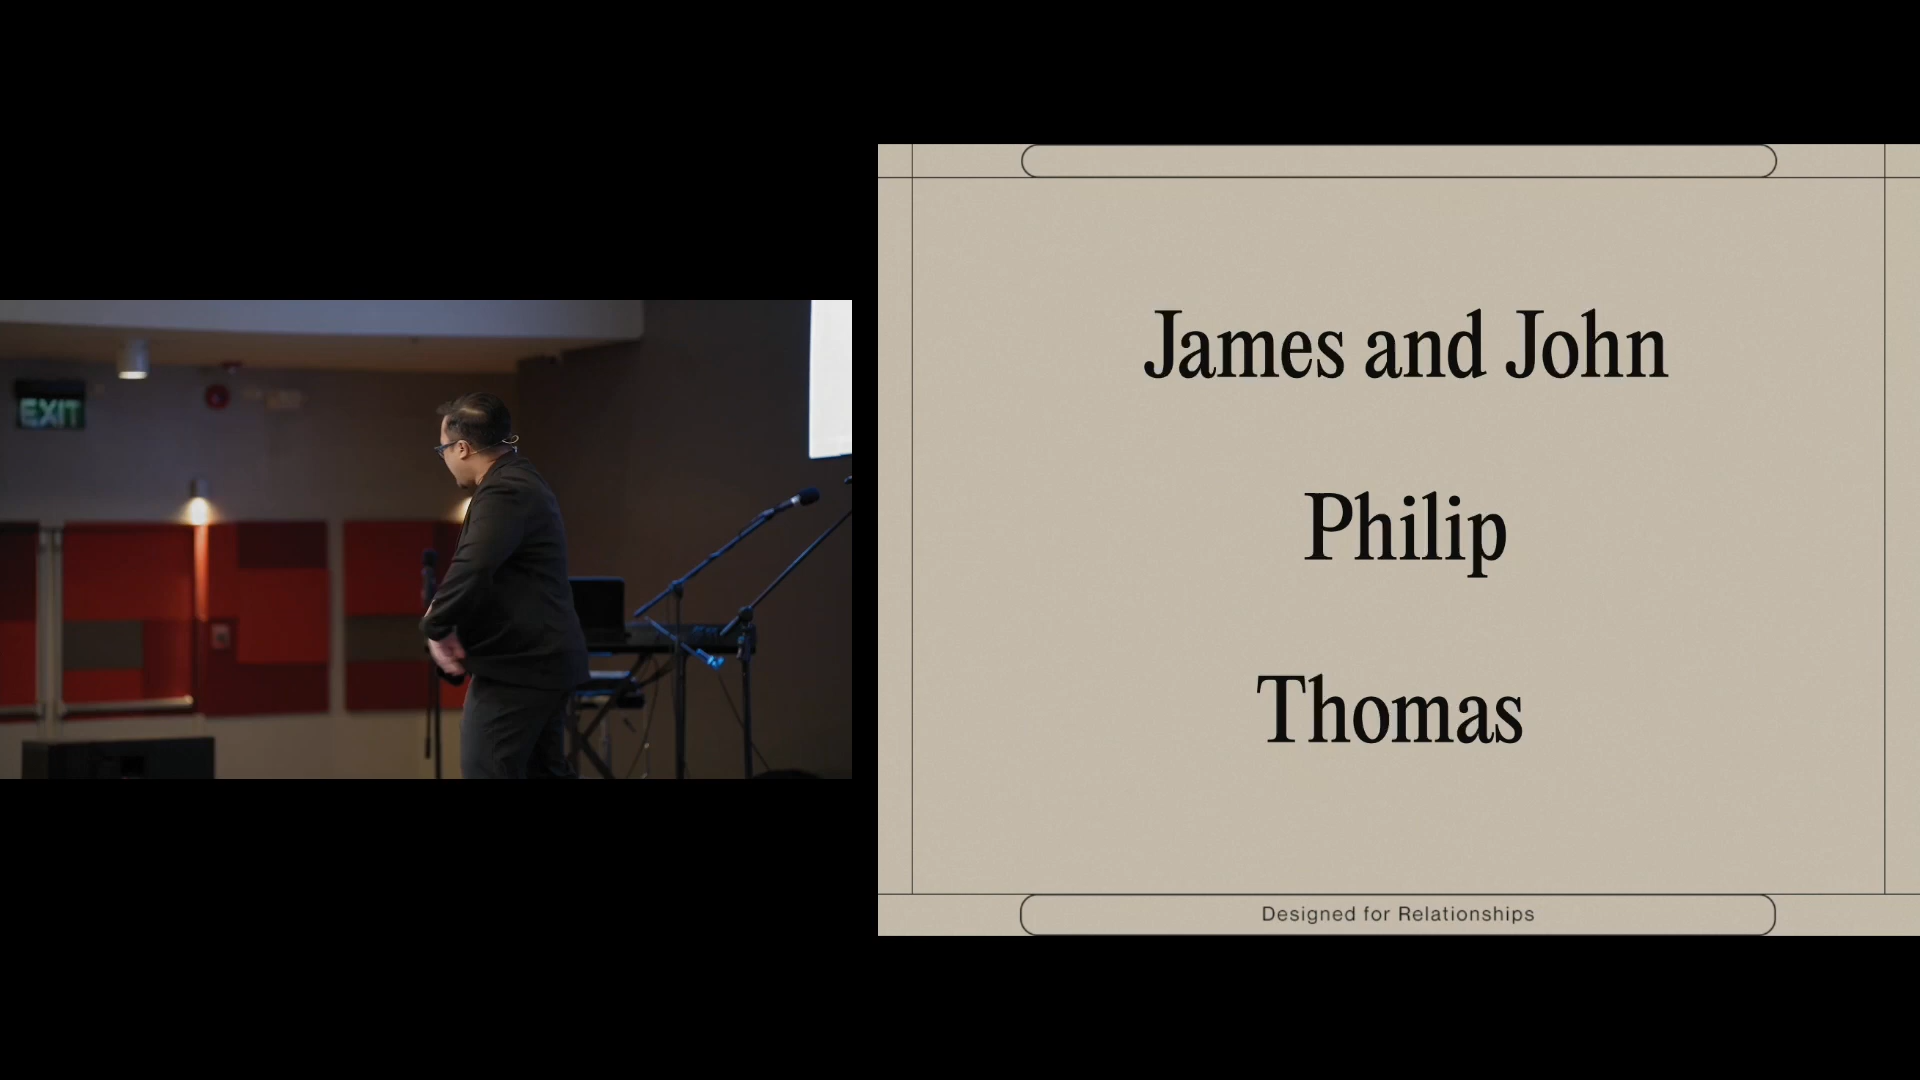 EXIT
James and John
Philip
Thomas
Designed for Relationships